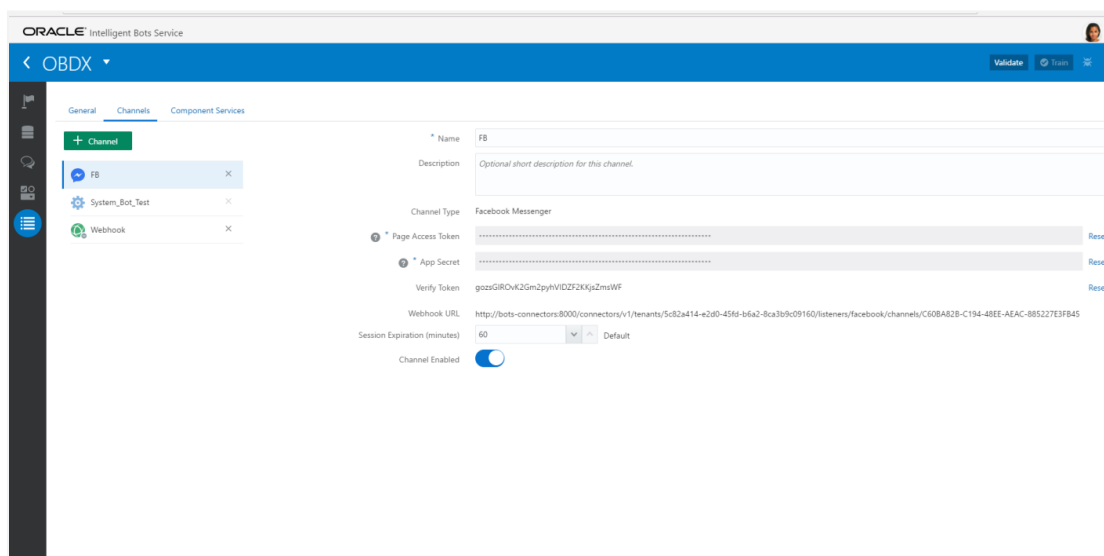 ORACLE® Intelligent Bots Service
OBDX
Validate
Train
General Channels Component Services
+ Channel
FB
System_Bot_Test
Webhook
* Name FB
Description Optional short description for this channel.
Channel Type Facebook Messenger
* Page Access Token Rese
* App Secret Rese
Verify Token gozsGIROvK2Gm2pyhVIDZF2KKjsZmsWF Rese
Webhook URL http://bots-connectors:8000/connectors/v1/tenants/5c82a414-e2d0-45fd-b6a2-8ca3b9c09160/listeners/facebook/channels/C60BA82B-C194-48EE-AEAC-885227E3FB45
Session Expiration (minutes) 60 Default
Channel Enabled